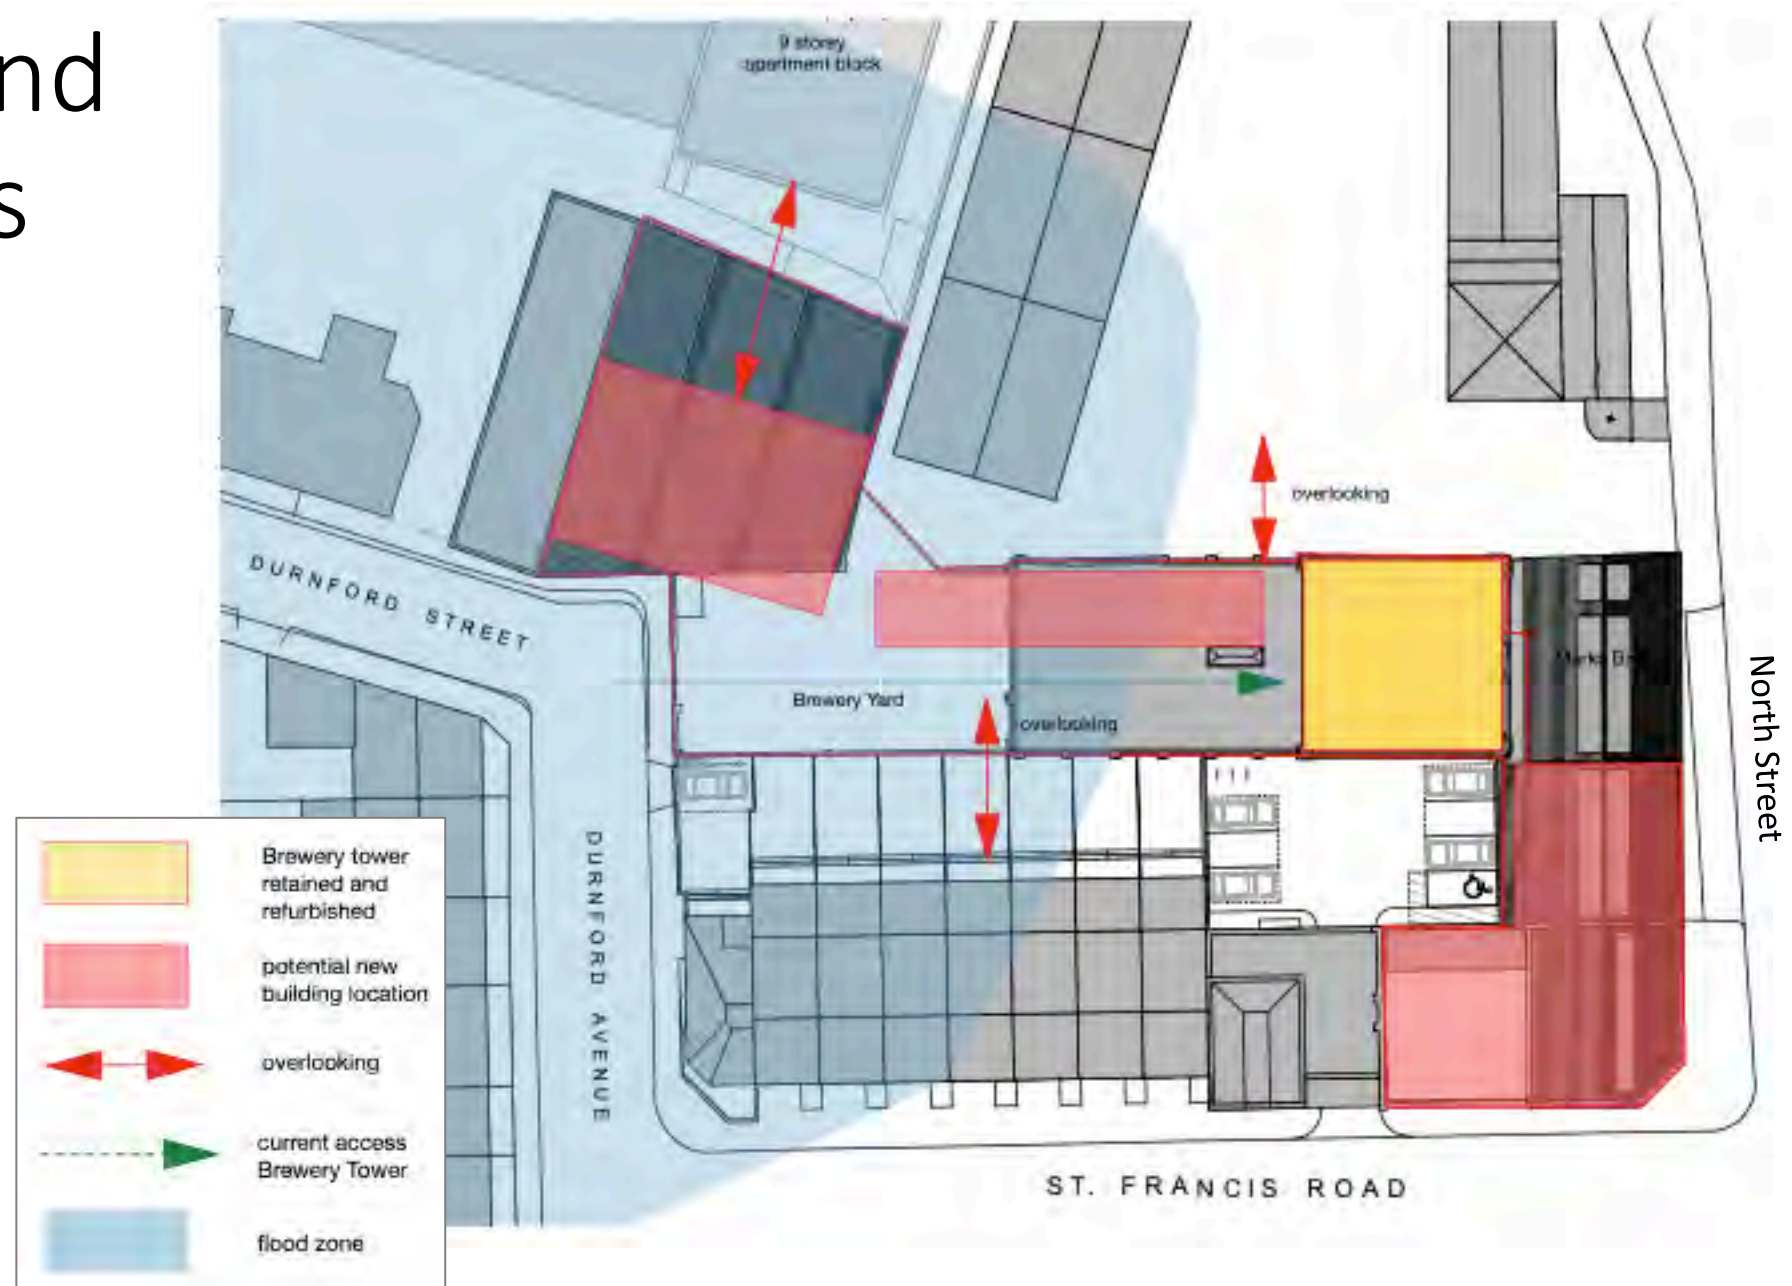 nd
s
9 storey
apartment block
overlooking
DURNFORD STREET
Brewery Yard
overlooking
North Street
DURNFORD AVENUE
ST. FRANCIS ROAD
Brewery tower
retained and
refurbished
potential new
building location
overlooking
current access
Brewery Tower
flood zone